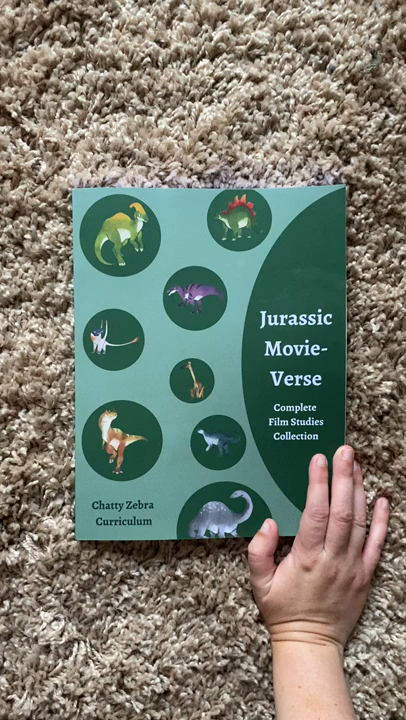 Jurassic
Movie-
Verse
Complete
Film Studies
Collection
Chatty Zebra
Curriculum